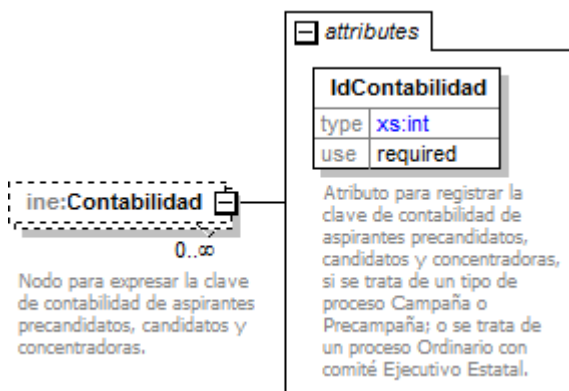 attributes
IdContabilidad
type xs:int
use required
ine:Contabilidad
0..∞
Nodo para expresar la clave
de contabilidad de aspirantes
precandidatos, candidatos y
concentradoras.
Atributo para registrar la
clave de contabilidad de
aspirantes precandidatos,
candidatos y concentradoras,
si se trata de un tipo de
proceso Campaña o
Precampaña; o se trata de
un proceso Ordinario con
comité Ejecutivo Estatal.